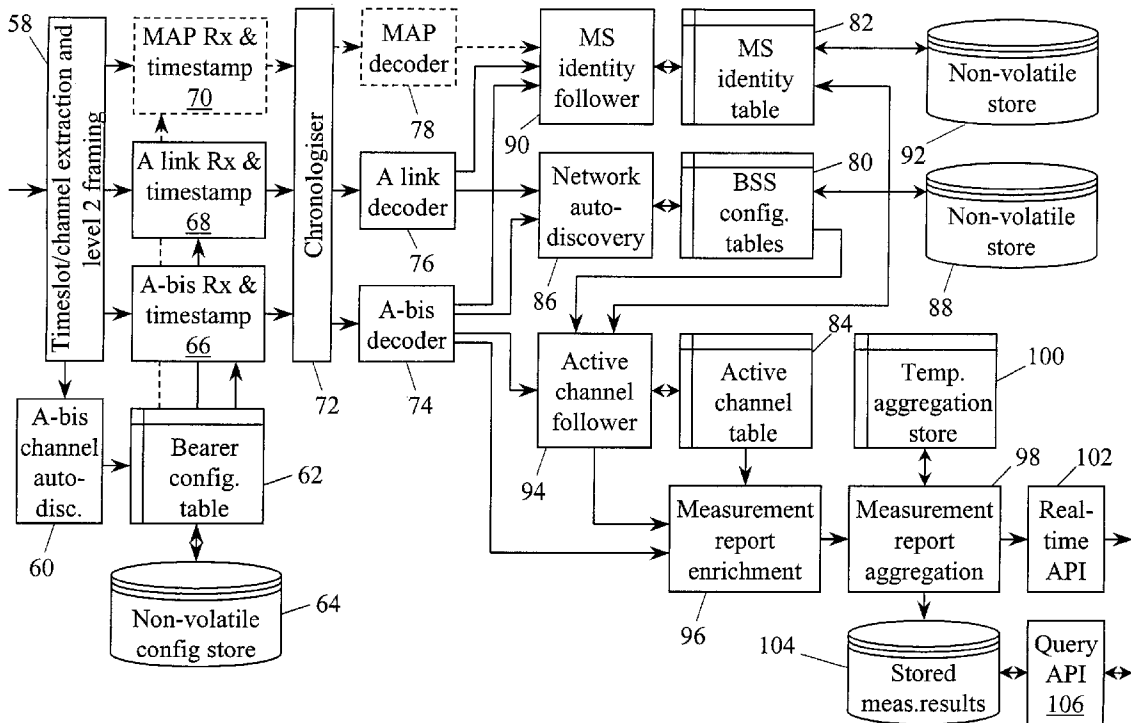 58
Timeslot/channel extraction and
level 2 framing
MAP Rx &
timestamp
70
A link Rx &
timestamp
68
A-bis Rx &
timestamp
66
A-bis
channel
auto-
disc.
60
Bearer
config.
table
62
Non-volatile
config store
64
Chronologiser
72
MAP
decoder
78
A link
decoder
76
A-bis
decoder
74
MS
identity
follower
90
MS
identity
table
82
Non-volatile
store
92
Network
auto-
discovery
86
BSS
config.
tables
80
Non-volatile
store
88
Active
channel
follower
94
Active
channel
table
84
Temp.
aggregation
store
100
Measurement
report
enrichment
96
Measurement
report
aggregation
98
Real-
time
API
102
Stored
meas.results
104
Query
API
106